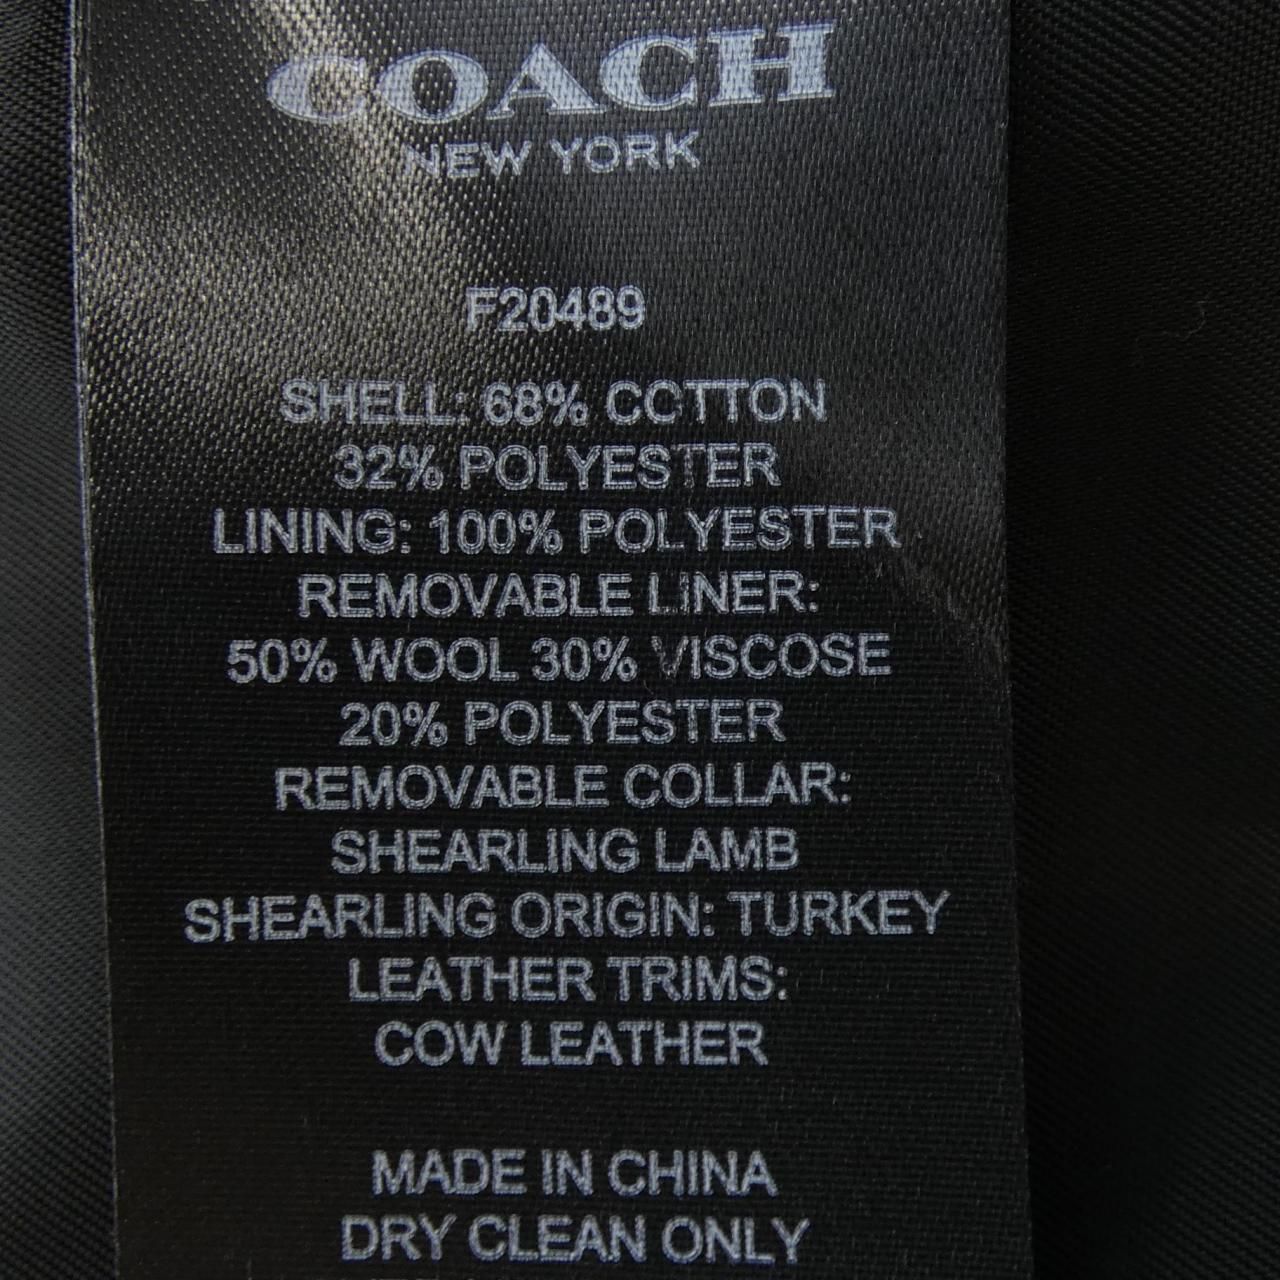 COACH
NEW YORK
F20489
SHELL: 68% COTTON
32% POLYESTER
LINING: 100% POLYESTER
REMOVABLE LINER:
50% WOOL 30% VISCOSE
20% POLYESTER
REMOVABLE COLLAR:
SHEARLING LAMB
SHEARLING ORIGIN: TURKEY
LEATHER TRIMS:
COW LEATHER
MADE IN CHINA
DRY CLEAN ONLY